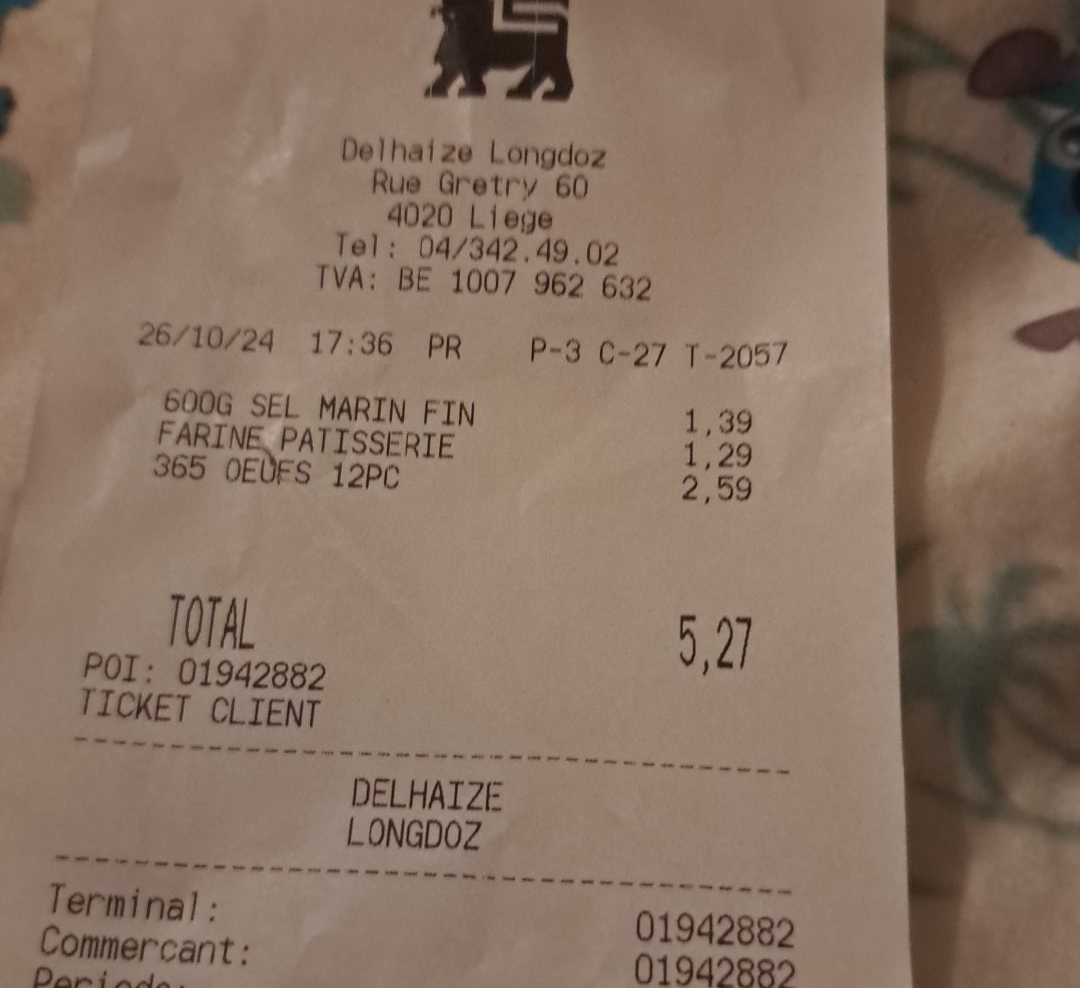 Delhaize Longdoz
Rue Gretry 60
4020 Liege
Tel: 04/342.49.02
TVA: BE 1007 962 632
26/10/24 17:36 PR P-3 C-27 T-2057
600G SEL MARIN FIN 1,39
FARINE PATISSERIE 1,29
365 OEUFS 12PC 2,59
TOTAL 5,27
POI: 01942882
TICKET CLIENT
DELHAIZE
LONGDOZ
Terminal: 01942882
Commercant: 01942882
Periode: